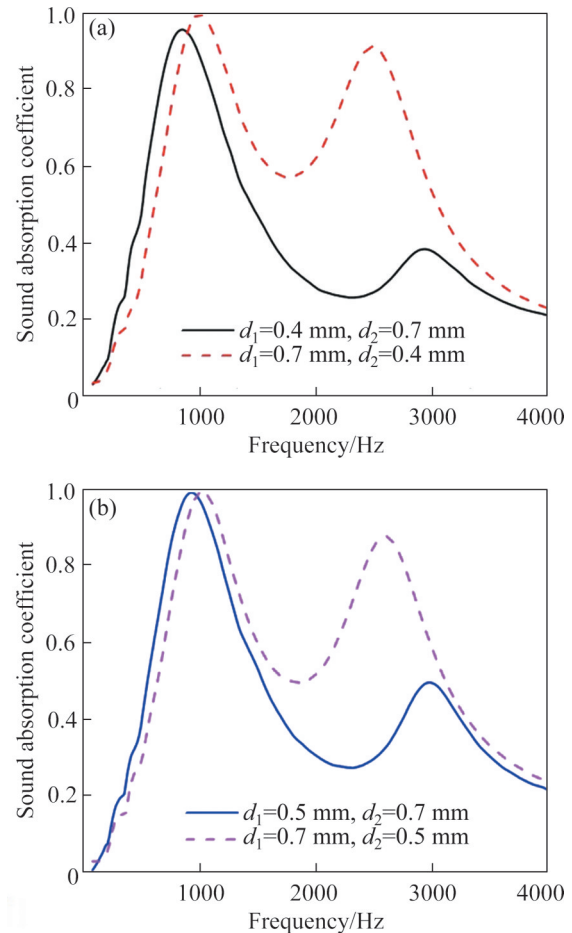 (a)
1.0
0.8
0.6
0.4
0.2
0
Sound absorption coefficient
d₁=0.4 mm, d₂=0.7 mm
d₁=0.7 mm, d₂=0.4 mm
1000 2000 3000 4000
Frequency/Hz
(b)
1.0
0.8
0.6
0.4
0.2
0
Sound absorption coefficient
d₁=0.5 mm, d₂=0.7 mm
d₁=0.7 mm, d₂=0.5 mm
1000 2000 3000 4000
Frequency/Hz